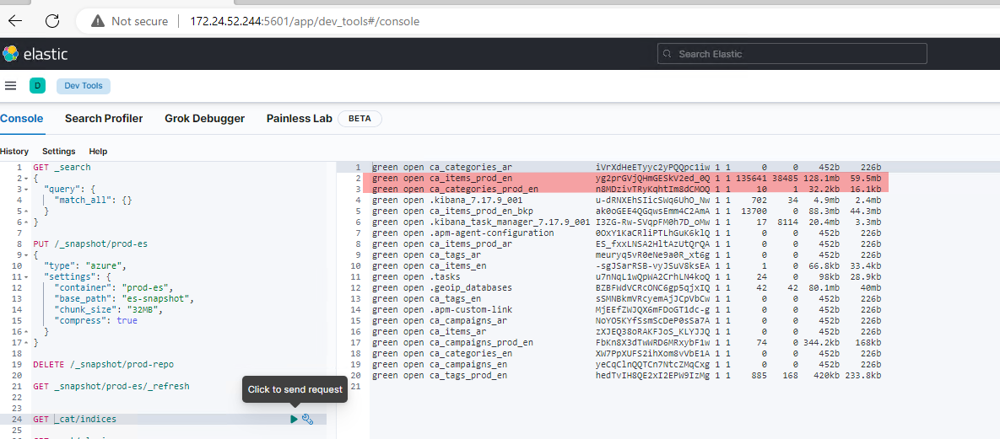 Not secure | 172.24.52.244:5601/app/dev_tools#/console
elastic
Search Elastic
D Dev Tools
Console Search Profiler Grok Debugger Painless Lab BETA
History Settings Help
1 GET _search
2 {
3 "query": {
4 "match_all": {}
5 }
6 }
7
8 PUT /_snapshot/prod-es
9 {
10 "type": "azure",
11 "settings": {
12 "container": "prod-es",
13 "base_path": "es-snapshot",
14 "chunk_size": "32MB",
15 "compress": true
16 }
17 }
18
19 DELETE /_snapshot/prod-repo
20
21 GET _snapshot/prod-es/_refresh
22
23
24 GET _cat/indices
25
Click to send request
1 green open ca_categories_ar iVrXdHeETyyc2yPQQpc1iw 1 1 0 0 452b 226b
2 green open ca_items_prod_en yg2prGVjQHmGESkV2ed_0Q 1 1 135641 38485 128.1mb 59.5mb
3 green open ca_categories_prod_en n8MDzivTRyKqhtIm8dCMOQ 1 1 10 1 32.2kb 16.1kb
4 green open .kibana_7.17.9_001 u-dRNXEhSIicSWq6UhO_Nw 1 1 702 34 4.9mb 2.4mb
5 green open ca_items_prod_en_bkp ak0oGEE4QGqwsEmm4C2AmA 1 1 13700 0 88.3mb 44.3mb
6 green open .kibana_task_manager_7.17.9_001 I3ZG-Rw-SVqpFM0h7D_oMw 1 1 17 8114 20.4mb 3.3mb
7 green open .apm-agent-configuration 0OxY1KaCRliPTLhGuK6klQ 1 1 0 0 452b 226b
8 green open ca_items_prod_ar ES_fxxLNSA2HltAzUtQrQA 1 1 0 0 452b 226b
9 green open ca_tags_ar meuryq5vR0eNe9a0R_xt6g 1 1 0 0 452b 226b
10 green open ca_items_en -sgJSarRSB-vyJSuV8ksEA 1 1 1 0 66.8kb 33.4kb
11 green open .tasks u7nNqL1wQpWA2CrhLN4koQ 1 1 24 0 98kb 28.9kb
12 green open .geoip_databases BZBFWdVCRcONC6gp5qjxIQ 1 1 42 42 80.1mb 40mb
13 green open ca_tags_en sSMNBkmVRcyemAjJCpVbCw 1 1 0 0 452b 226b
14 green open .apm-custom-link MjEEfZWJQX6mFDoGT1dc-g 1 1 0 0 452b 226b
15 green open ca_campaigns_ar NoYO5KYfSsmScDeP0sSa7A 1 1 0 0 452b 226b
16 green open ca_items_ar zXJEQ38oRAKFJoS_KLYJJQ 1 1 0 0 452b 226b
17 green open ca_campaigns_prod_en FbKn8X3dTwWRD6MRxybF1w 1 1 74 0 344.2kb 168kb
18 green open ca_categories_en XW7PpXUFS2ihXom8vVbE1A 1 1 0 0 452b 226b
19 green open ca_campaigns_en yeCqClnQQTCn7NtcZMqCxg 1 1 0 0 452b 226b
20 green open ca_tags_prod_en hedTvIH8QE2xI2EPW9IzMg 1 1 885 168 420kb 233.8kb
21